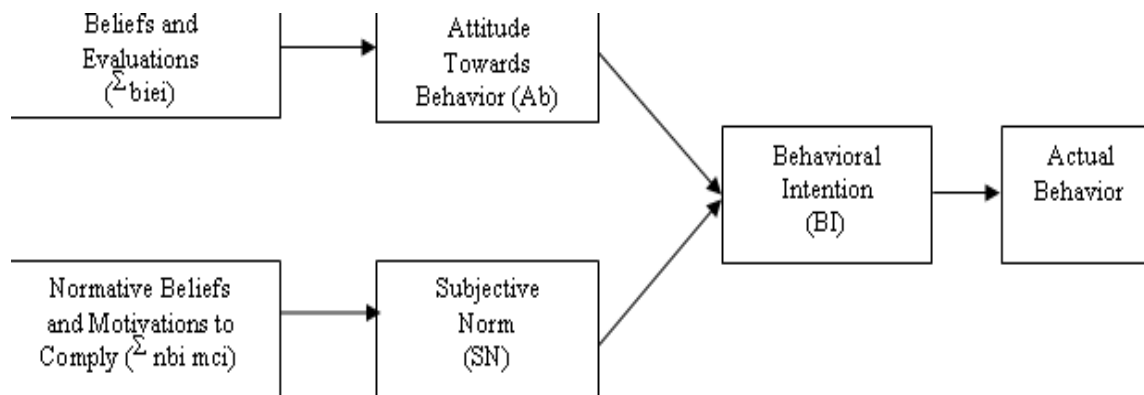 Beliefs and
Evaluations
(Σbiei)
Attitude
Towards
Behavior (Ab)
Behavioral
Intention
(BI)
Actual
Behavior
Normative Beliefs
and Motivations to
Comply (Σ nbi mci)
Subjective
Norm
(SN)